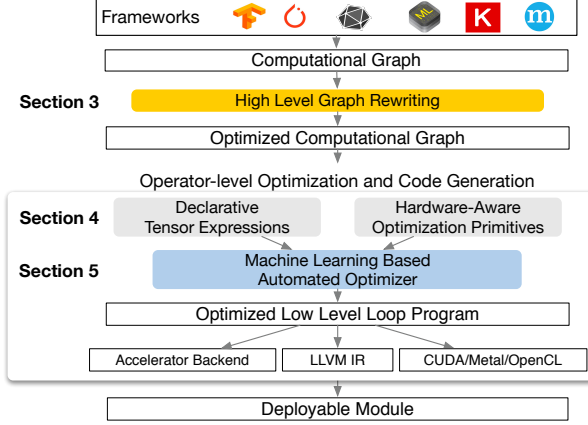 Frameworks
ML
K
m
Computational Graph
Section 3
High Level Graph Rewriting
Optimized Computational Graph
Operator-level Optimization and Code Generation
Section 4
Declarative
Tensor Expressions
Hardware-Aware
Optimization Primitives
Section 5
Machine Learning Based
Automated Optimizer
Optimized Low Level Loop Program
Accelerator Backend
LLVM IR
CUDA/Metal/OpenCL
Deployable Module